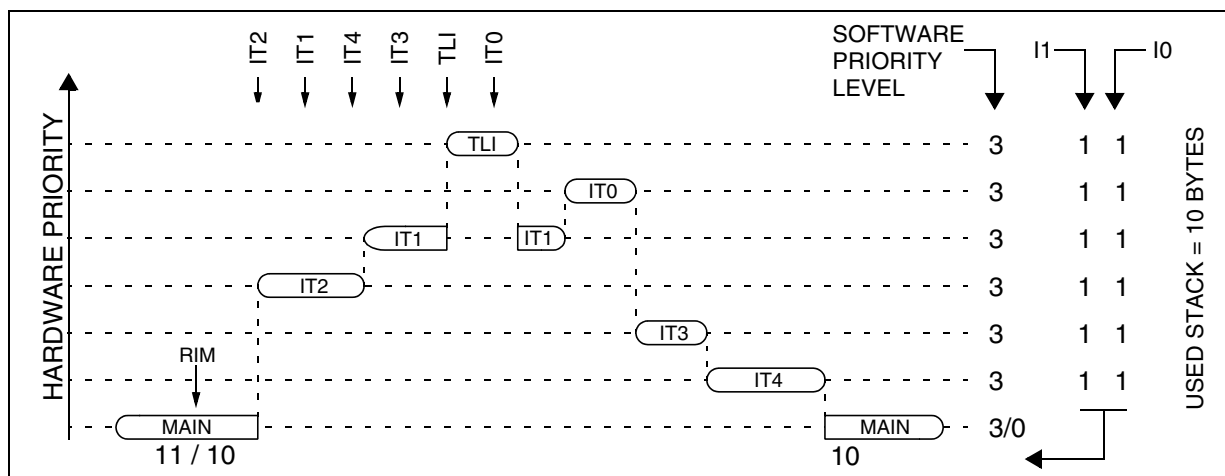 IT2
IT1
IT4
IT3
TLI
IT0
SOFTWARE
PRIORITY
LEVEL
I1
I0
HARDWARE PRIORITY
TLI
3
1 1
IT0
3
1 1
IT1
IT1
3
1 1
IT2
3
1 1
IT3
3
1 1
RIM
IT4
3
1 1
MAIN
MAIN
3/0
11 / 10
10
USED STACK = 10 BYTES